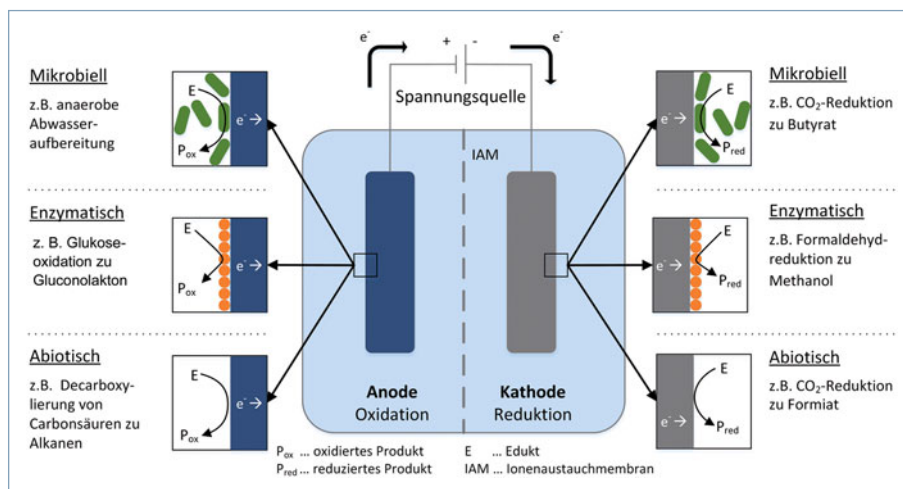 e⁻
+
-
e⁻
Spannungsquelle
IAM
Mikrobiell
z.B. anaerobe
Abwasser-
aufbereitung
E
e⁻ →
Pox
Enzymatisch
z. B. Glukose-
oxidation zu
Gluconolakton
E
e⁻ →
Pox
Abiotisch
z.B. Decarboxy-
lierung von
Carbonsäuren zu
Alkanen
E
e⁻ →
Pox
Anode
Oxidation
Kathode
Reduktion
Mikrobiell
z.B. CO₂-Reduktion
zu Butyrat
E
e⁻ →
Pred
Enzymatisch
z.B. Formaldehyd-
reduktion zu
Methanol
E
e⁻ →
Pred
Abiotisch
z.B. CO₂-Reduktion
zu Formiat
E
e⁻ →
Pred
Pox ... oxidiertes Produkt
Pred ... reduziertes Produkt
E ... Edukt
IAM ... Ionenaustauchmembran